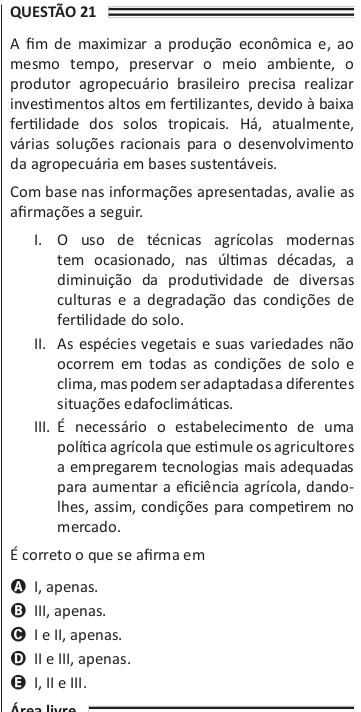 QUESTÃO 21
A fim de maximizar a produção econômica e, ao
mesmo tempo, preservar o meio ambiente, o
produtor agropecuário brasileiro precisa realizar
investimentos altos em fertilizantes, devido à baixa
fertilidade dos solos tropicais. Há, atualmente,
várias soluções racionais para o desenvolvimento
da agropecuária em bases sustentáveis.
Com base nas informações apresentadas, avalie as
afirmações a seguir.
I. O uso de técnicas agrícolas modernas
tem ocasionado, nas últimas décadas, a
diminuição da produtividade de diversas
culturas e a degradação das condições de
fertilidade do solo.
II. As espécies vegetais e suas variedades não
ocorrem em todas as condições de solo e
clima, mas podem ser adaptadas a diferentes
situações edafoclimáticas.
III. É necessário o estabelecimento de uma
política agrícola que estimule os agricultores
a empregarem tecnologias mais adequadas
para aumentar a eficiência agrícola, dando-
lhes, assim, condições para competirem no
mercado.
É correto o que se afirma em
A I, apenas.
B III, apenas.
C I e II, apenas.
D II e III, apenas.
E I, II e III.
Área livre